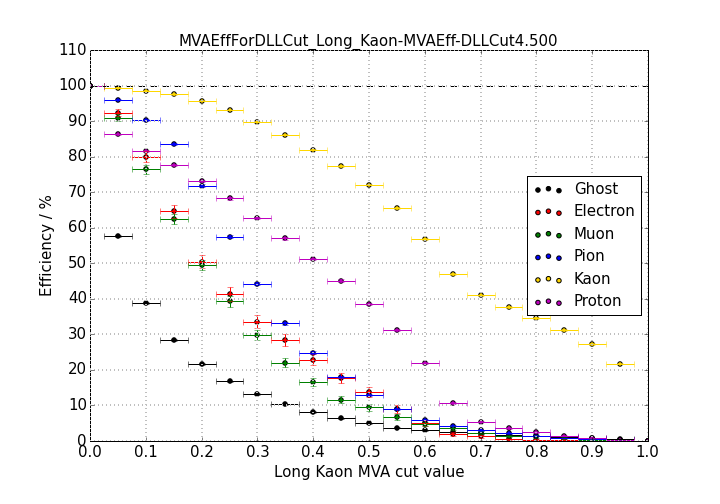 MVAEffForDLLCut_Long_Kaon-MVAEff-DLLCut4.500
110
100
90
80
70
60
50
40
30
20
10
0
Efficiency / %
Ghost
Electron
Muon
Pion
Kaon
Proton
0.0 0.1 0.2 0.3 0.4 0.5 0.6 0.7 0.8 0.9 1.0
Long Kaon MVA cut value